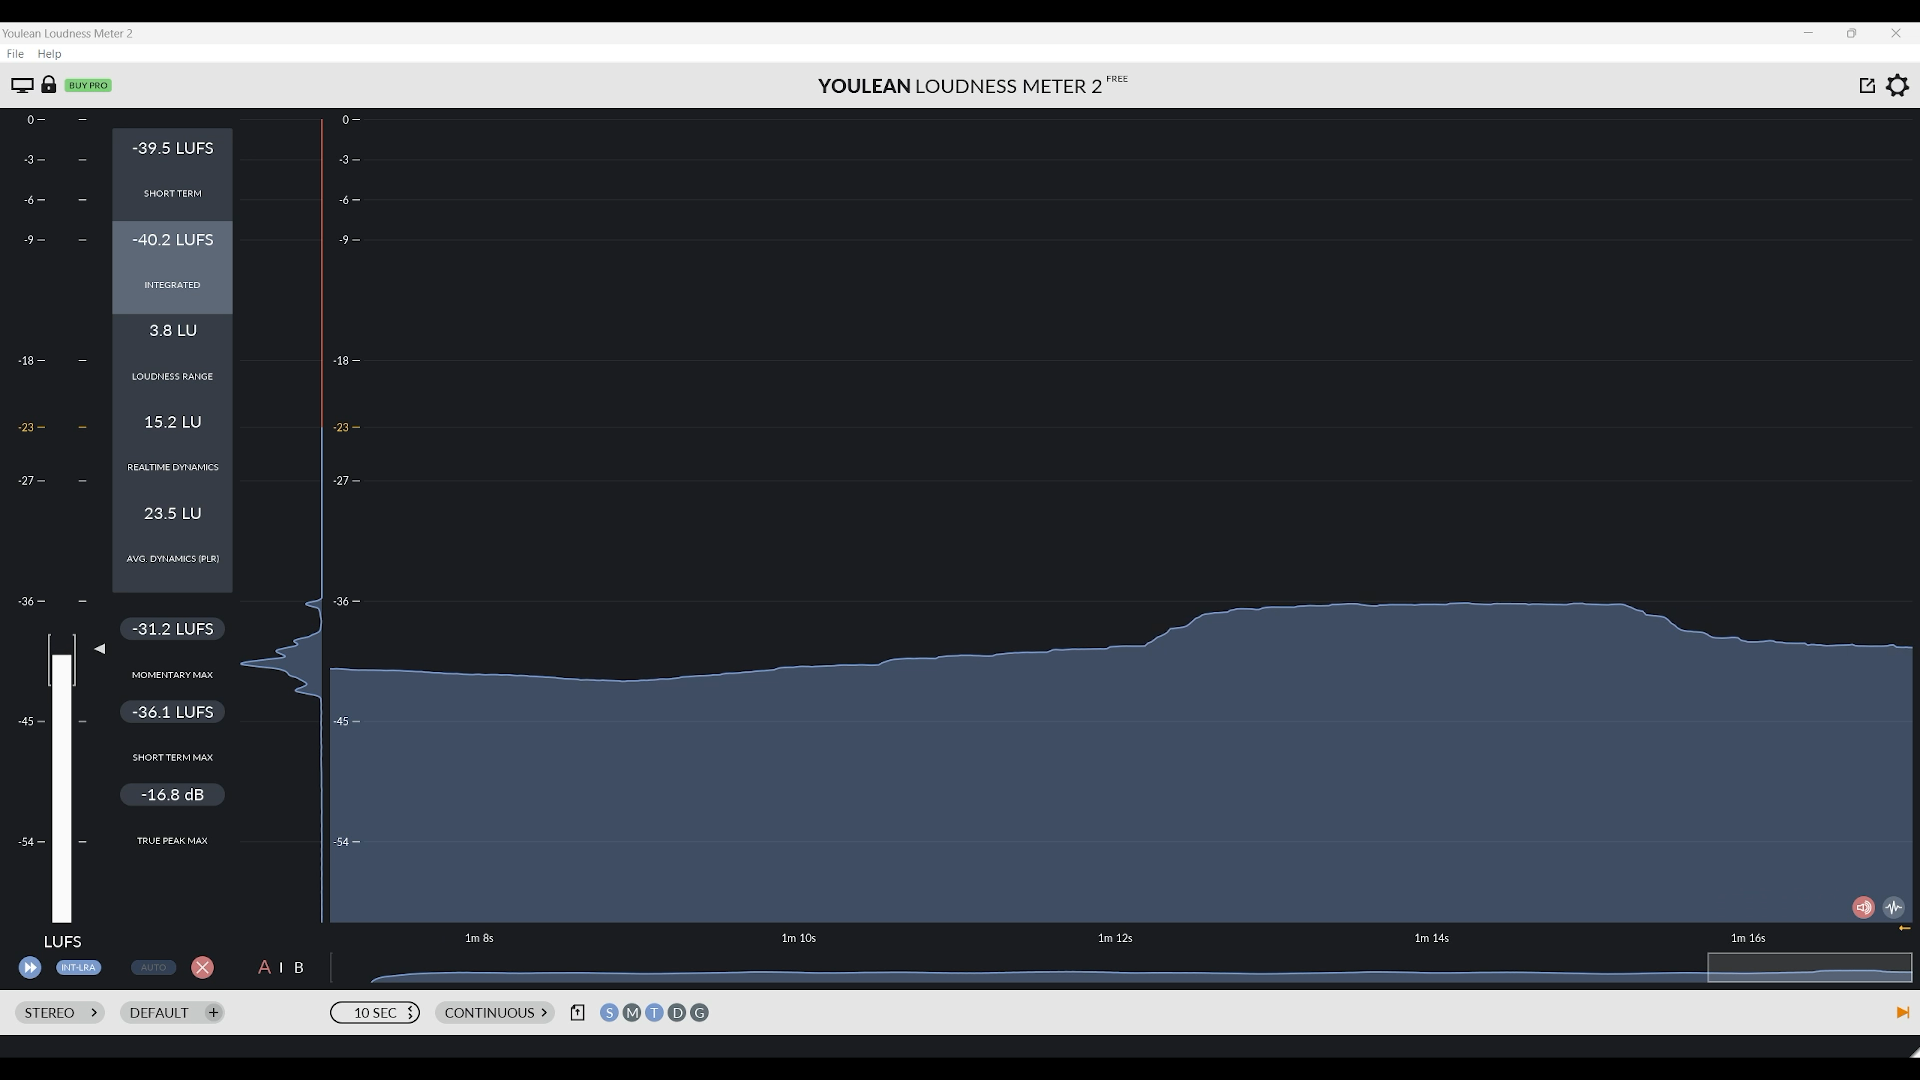 Youlean Loudness Meter 2
File Help
BUY PRO
YOULEAN LOUDNESS METER 2 FREE
0
-3
-6
-9
-18
-23
-27
-36
-45
-54
LUFS
-39.5 LUFS
SHORT TERM
-40.2 LUFS
INTEGRATED
3.8 LU
LOUDNESS RANGE
15.2 LU
REALTIME DYNAMICS
23.5 LU
AVG. DYNAMICS (PLR)
-31.2 LUFS
MOMENTARY MAX
-36.1 LUFS
SHORT TERM MAX
-16.8 dB
TRUE PEAK MAX
0
-3
-6
-9
-18
-23
-27
-36
-45
-54
1m 8s 1m 10s 1m 12s 1m 14s 1m 16s
INT-LRA AUTO A I B
STEREO DEFAULT + 10 SEC CONTINUOUS S M T D G